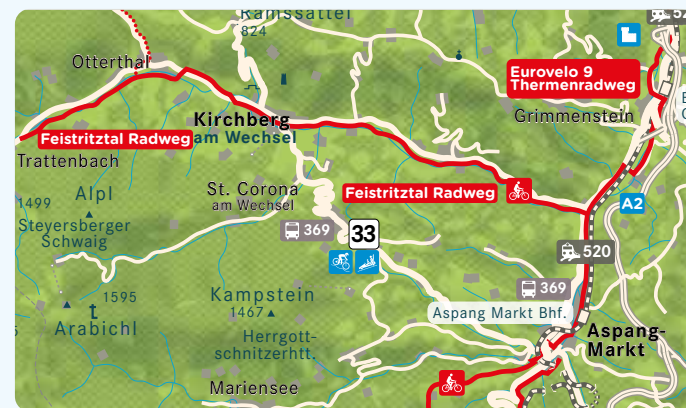 Ramssattel
824
520
Otterthal
Eurovelo 9
Thermenradweg
Grimmenstein
Kirchberg
am Wechsel
Feistritztal Radweg
Trattenbach
St. Corona
am Wechsel
Feistritztal Radweg
A2
1499
Alpl
Steyersberger
Schwaig
369
33
520
369
1595
Arabichl
Kampstein
1467
Aspang Markt Bhf.
Herrgott-
schnitzerhtt.
Aspang-
Markt
Mariensee